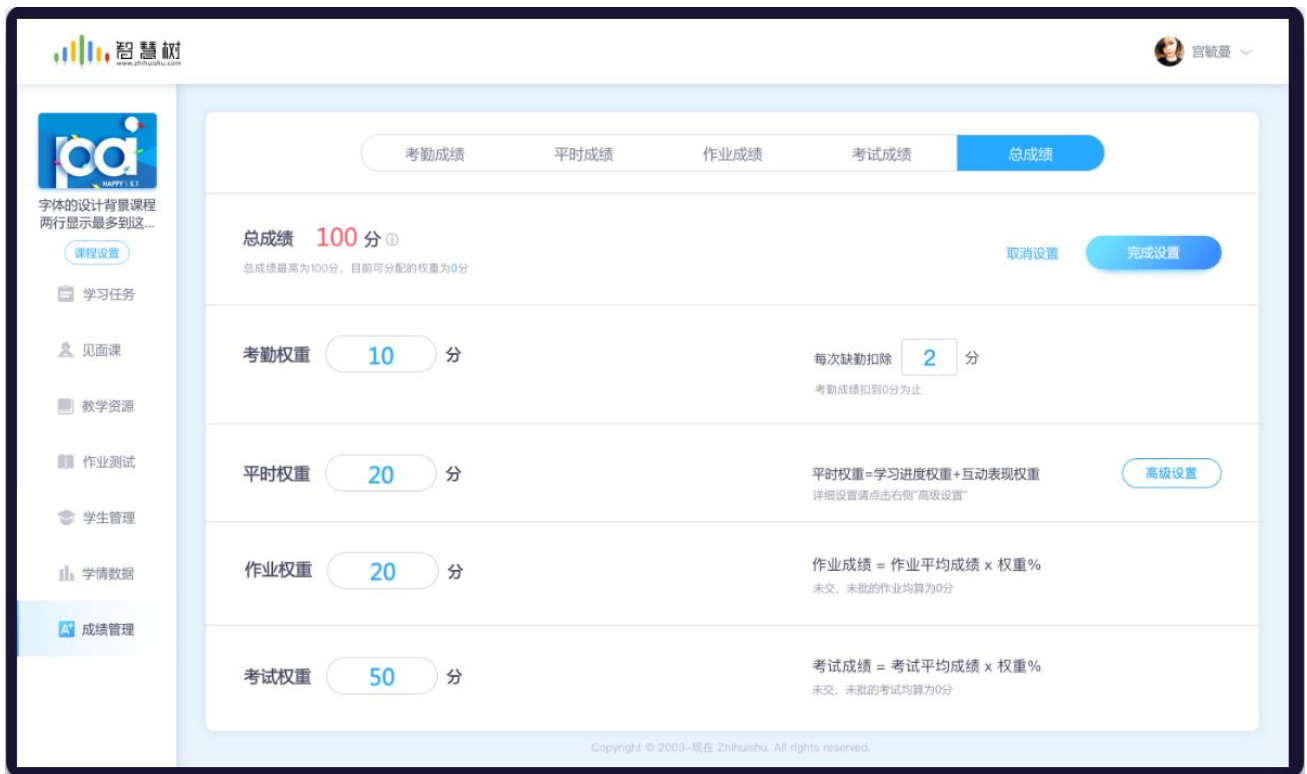 智慧树
www.zhihuishu.com
宫毓蔓
pai
HAPPY \ 5.1
字体的设计背景课程
两行显示最多到这...
课程设置
学习任务
见面课
教学资源
作业测试
学生管理
学情数据
A+ 成绩管理
考勤成绩 平时成绩 作业成绩 考试成绩 总成绩
总成绩 100 分
总成绩最高为100分，目前可分配的权重为0分
取消设置 完成设置
考勤权重 10 分
每次缺勤扣除 2 分
考勤成绩扣到0分为止
平时权重 20 分
平时权重=学习进度权重+互动表现权重
详细设置请点击右侧"高级设置"
高级设置
作业权重 20 分
作业成绩 = 作业平均成绩 x 权重%
未交、未批的作业均算为0分
考试权重 50 分
考试成绩 = 考试平均成绩 x 权重%
未交、未批的考试均算为0分
Copyright © 2003-现在 Zhihuishu. All rights reserved.